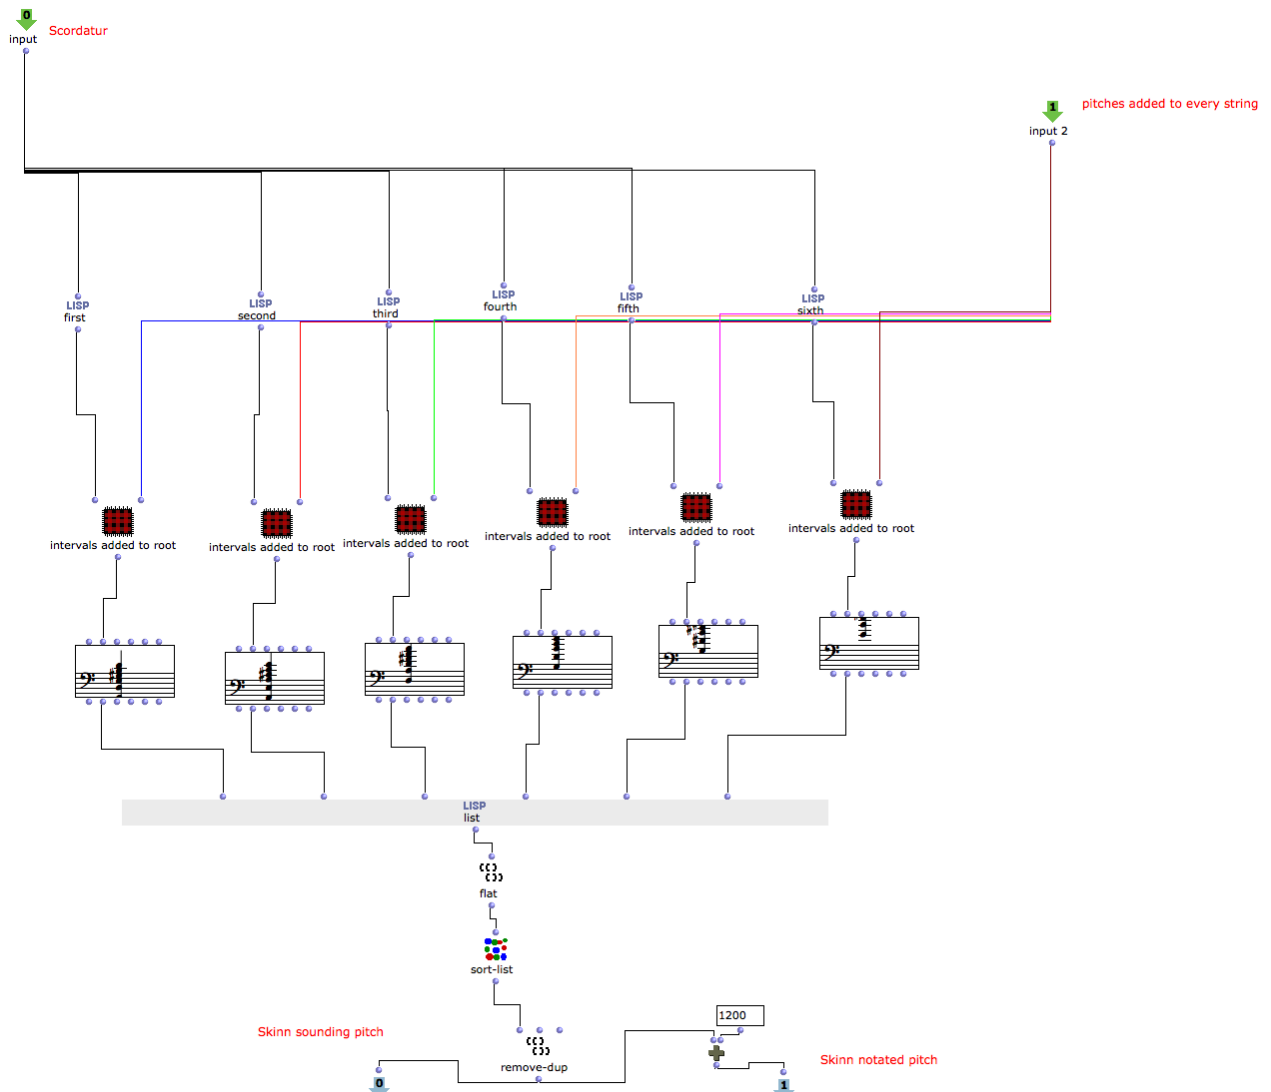 0
input
Scordatur
1
pitches added to every string
input 2
LISP
first
LISP
second
LISP
third
LISP
fourth
LISP
fifth
LISP
sixth
intervals added to root
intervals added to root
intervals added to root
intervals added to root
intervals added to root
intervals added to root
LISP
list
flat
sort-list
1200
Skinn sounding pitch
remove-dup
Skinn notated pitch
0
1